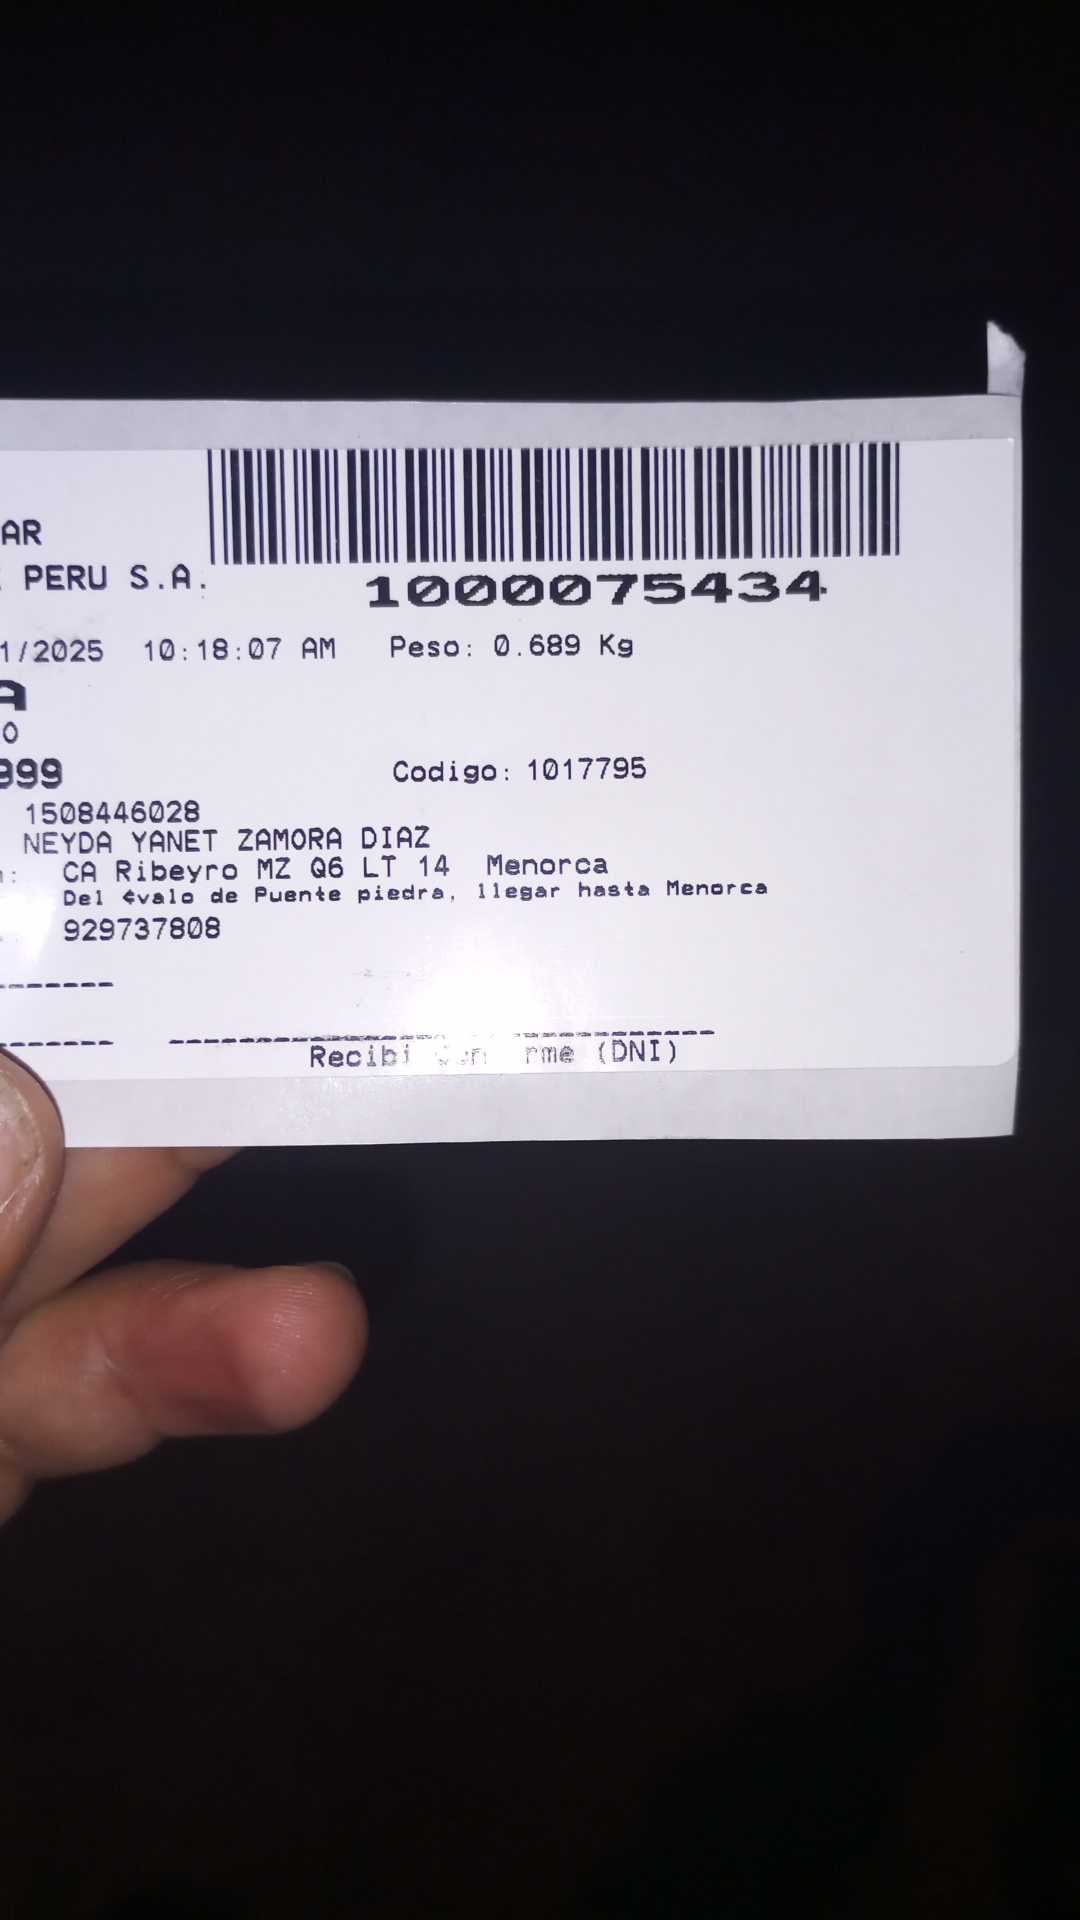 AR
PERU S.A.
1000075434
1/2025 10:18:07 AM Peso: 0.689 Kg
A
O
999 Codigo: 1017795
1508446028
NEYDA YANET ZAMORA DIAZ
: CA Ribeyro MZ Q6 LT 14 Menorca
Del ¢valo de Puente piedra, llegar hasta Menorca
929737808
Recibi (DNI)